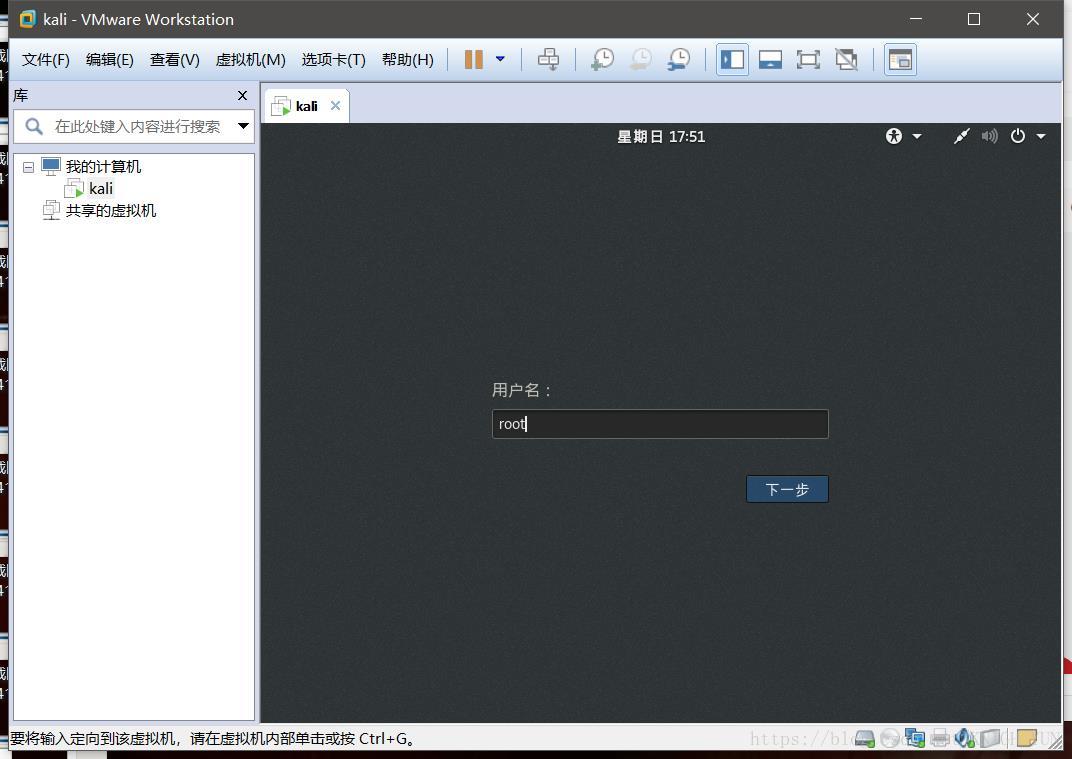 kali - VMware Workstation
文件(F) 编辑(E) 查看(V) 虚拟机(M) 选项卡(T) 帮助(H)
库
在此处键入内容进行搜索
我的计算机
kali
共享的虚拟机
kali
星期日 17:51
用户名：
root
下一步
要将输入定向到该虚拟机，请在虚拟机内部单击或按 Ctrl+G。